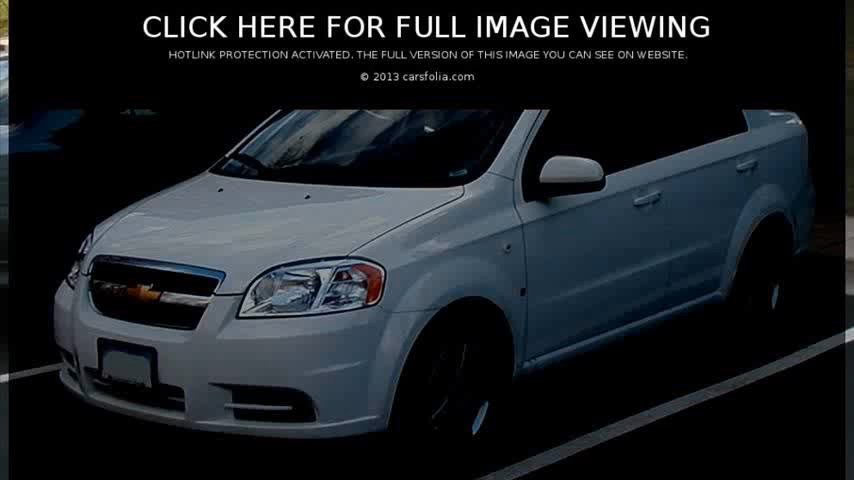 CLICK HERE FOR FULL IMAGE VIEWING
HOTLINK PROTECTION ACTIVATED. THE FULL VERSION OF THIS IMAGE YOU CAN SEE ON WEBSITE.
© 2013 carsfolia.com